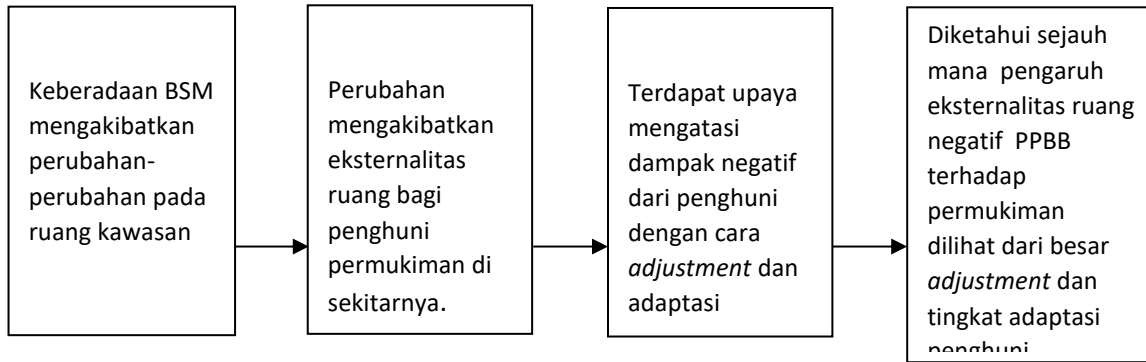 Keberadaan BSM
mengakibatkan
perubahan-
perubahan pada
ruang kawasan
Perubahan
mengakibatkan
eksternalitas
ruang bagi
penghuni
permukiman di
sekitarnya.
Terdapat upaya
mengatasi
dampak negatif
dari penghuni
dengan cara
adjustment dan
adaptasi
Diketahui sejauh
mana pengaruh
eksternalitas ruang
negatif PPBB
terhadap
permukiman
dilihat dari besar
adjustment dan
tingkat adaptasi
penghuni